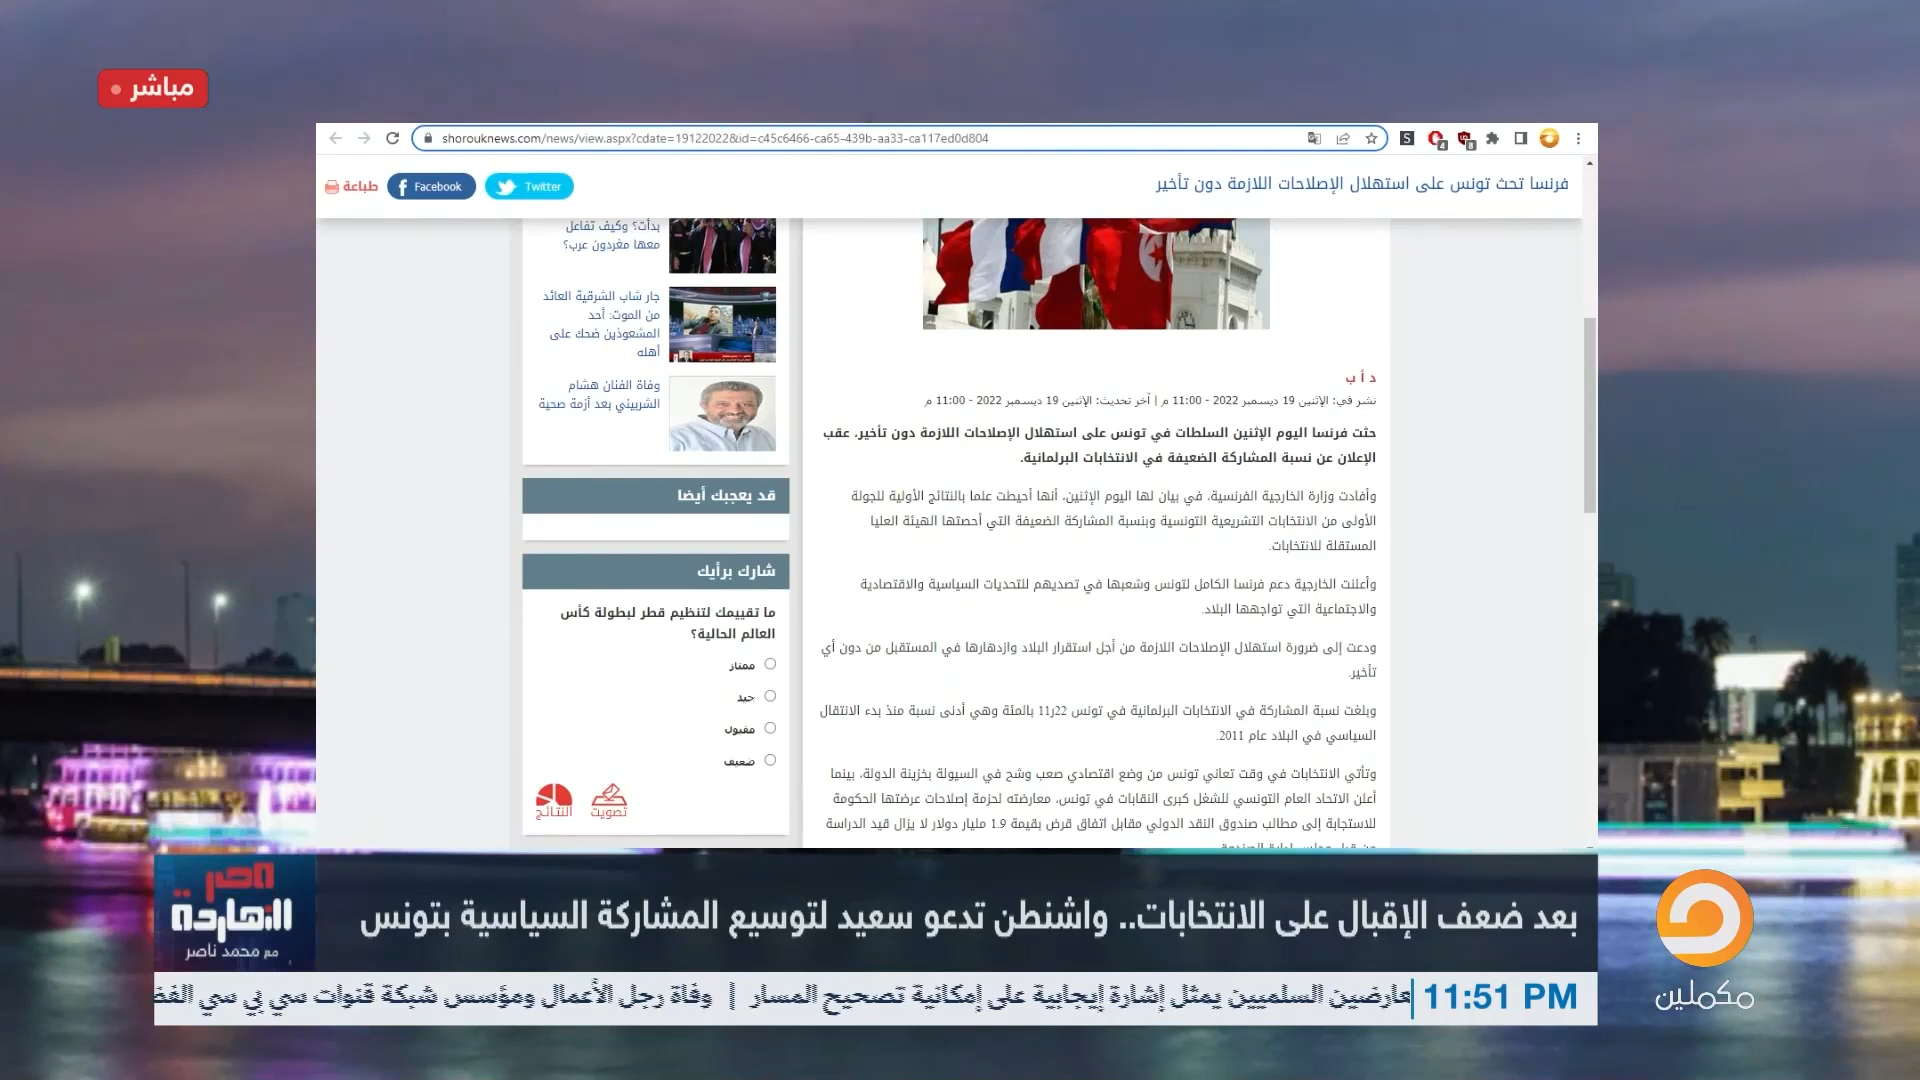 مباشر
shorouknews.com/news/view.aspx?cdate=19122022&id=c45c6466-ca65-439b-aa33-ca117ed0d804
فرنسا تحث تونس على استهلال الإصلاحات اللازمة دون تأخير
Twitter
Facebook
طباعة
د أ ب
نشر في: الإثنين 19 ديسمبر 2022 - 11:00 م | آخر تحديث: الإثنين 19 ديسمبر 2022 - 11:00 م
حثت فرنسا اليوم الإثنين السلطات في تونس على استهلال الإصلاحات اللازمة دون تأخير، عقب
الإعلان عن نسبة المشاركة الضعيفة في الانتخابات البرلمانية.
وأفادت وزارة الخارجية الفرنسية، في بيان لها اليوم الإثنين، أنها أحيطت علما بالنتائج الأولية للجولة
الأولى من الانتخابات التشريعية التونسية وبنسبة المشاركة الضعيفة التي أحصتها الهيئة العليا
المستقلة للانتخابات.
وأعلنت الخارجية دعم فرنسا الكامل لتونس وشعبها في تصديهم للتحديات السياسية والاقتصادية
والاجتماعية التي تواجهها البلاد.
ودعت إلى ضرورة استهلال الإصلاحات اللازمة من أجل استقرار البلاد وازدهارها في المستقبل من دون أي
تأخير.
وبلغت نسبة المشاركة في الانتخابات البرلمانية في تونس 22ر11 بالمئة وهي أدنى نسبة منذ بدء الانتقال
السياسي في البلاد عام 2011.
وتأتي الانتخابات في وقت تعاني تونس من وضع اقتصادي صعب وشح في السيولة بخزينة الدولة، بينما
أعلن الاتحاد العام التونسي للشغل كبرى النقابات في تونس، معارضته لحزمة إصلاحات عرضتها الحكومة
للاستجابة إلى مطالب صندوق النقد الدولي مقابل اتفاق قرض بقيمة 1.9 مليار دولار لا يزال قيد الدراسة
بدأت؟ وكيف تفاعل
معها مغردون عرب؟
جار شاب الشرقية العائد
من الموت: أحد
المشعوذين ضحك على
أهله
وفاة الفنان هشام
الشربيني بعد أزمة صحية
قد يعجبك أيضا
شارك برأيك
ما تقييمك لتنظيم قطر لبطولة كأس
العالم الحالية؟
ممتاز
جيد
مقبول
ضعيف
تصويت
النتائج
بعد ضعف الإقبال على الانتخابات.. واشنطن تدعو سعيد لتوسيع المشاركة السياسية بتونس
مصر
النهاردة
مع محمد ناصر
11:51 PM
السلميين يمثل إشارة إيجابية على إمكانية تصحيح المسار | وفاة رجل الأعمال ومؤسس شبكة قنوات سي بي سي
مكملين